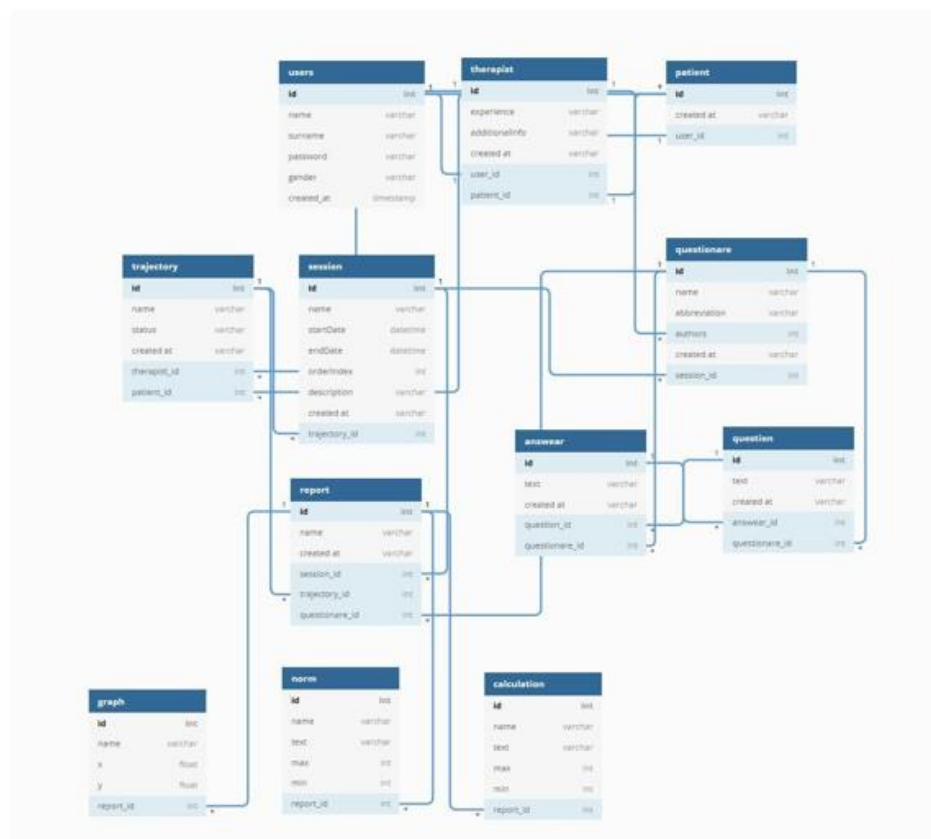 users
id int
name varchar
surname varchar
password varchar
gender varchar
created_at timestamp
therapist
id int
experience varchar
additionalinfo varchar
created at varchar
user_id int
patient_id int
patient
id int
created at varchar
user_id int
trajectory
id int
name varchar
status varchar
created at varchar
therapist_id int
patient_id int
session
id int
name varchar
startDate datetime
endDate datetime
orderIndex int
description varchar
created at varchar
trajectory_id int
questionare
id int
name varchar
abbreviation varchar
authors int
created at varchar
session_id int
answear
id int
text varchar
created at varchar
question_id int
questionare_id int
question
id int
text varchar
created at varchar
answear_id int
questionare_id int
report
id int
name varchar
created at varchar
session_id int
trajectory_id int
questionare_id int
graph
id int
name varchar
x float
y float
report_id int
norm
id int
name varchar
text varchar
max int
min int
report_id int
calculation
id int
name varchar
text varchar
max int
min int
report_id int